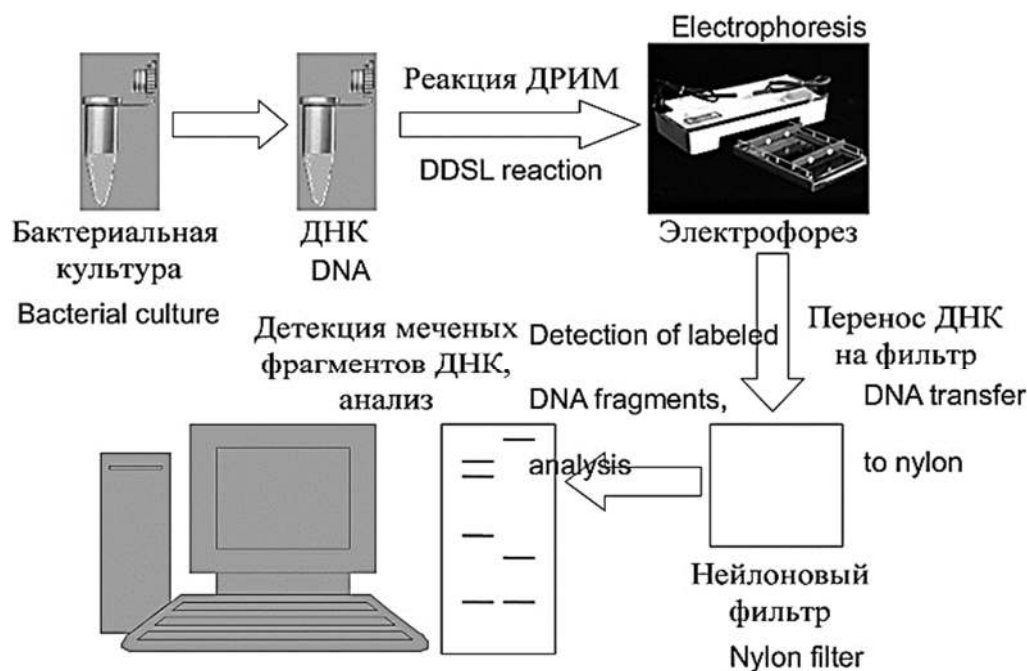 Electrophoresis
Реакция ДРИМ
DDSL reaction
Бактериальная
культура
Bacterial culture
ДНК
DNA
Электрофорез
Перенос ДНК
на фильтр
DNA transfer
to nylon
Детекция меченых
фрагментов ДНК,
анализ
Detection of labeled
DNA fragments,
analysis
Нейлоновый
фильтр
Nylon filter